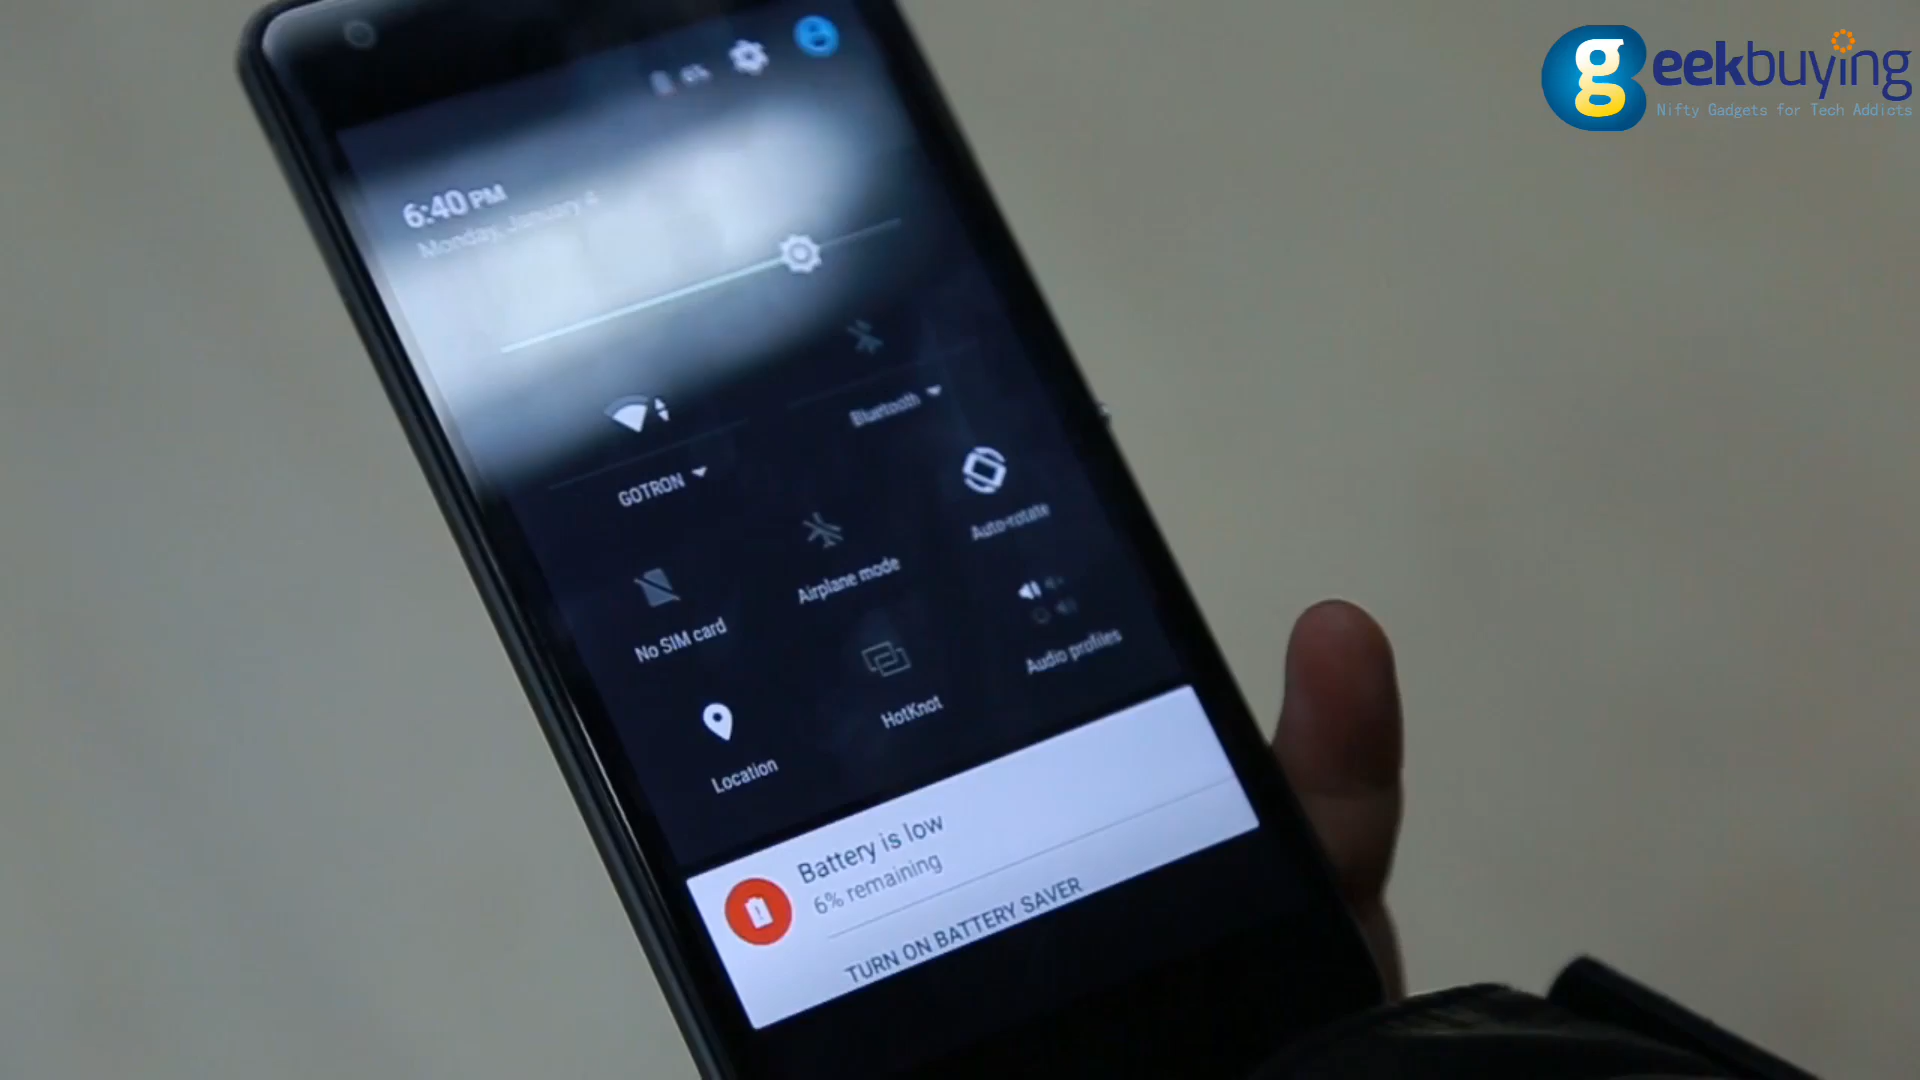 geekbuying
Nifty Gadgets for Tech Addicts
6%
6:40 PM
Monday, January 4
Bluetooth
GOTRON
Auto-rotate
Airplane mode
No SIM card
Audio profiles
HotKnot
Location
Battery is low
6% remaining
TURN ON BATTERY SAVER